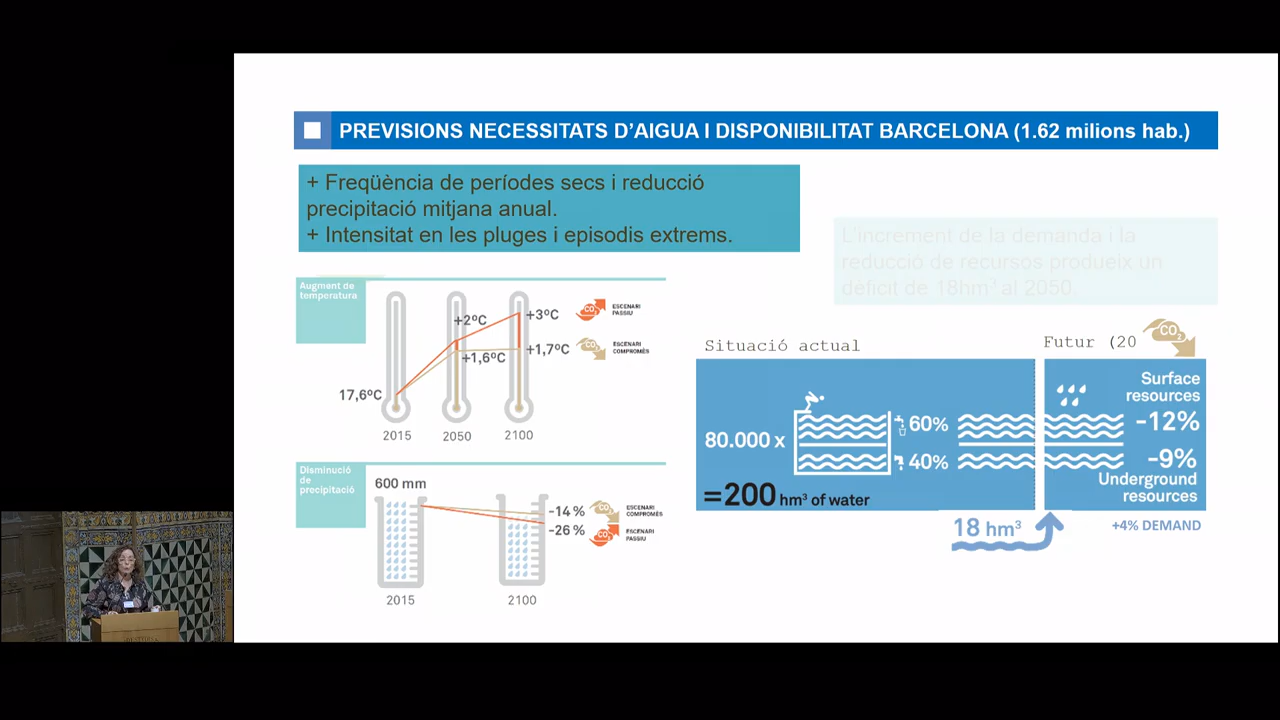 PREVISIONS NECESSITATS D’AIGUA I DISPONIBILITAT BARCELONA (1.62 milions hab.)
+ Freqüència de períodes secs i reducció
precipitació mitjana anual.
+ Intensitat en les pluges i episodis extrems.
L'increment de la demanda i la
reducció de recursos produeix un
dèficit de 18hm³ al 2050.
Augment de
temperatura
+2ºC
+3ºC
CO₂
ESCENARI
PASSIU
+1,6ºC
+1,7ºC
CO₂
ESCENARI
COMPROMÈS
17,6ºC
2015
2050
2100
Disminució
de
precipitació
600 mm
-14 %
CO₂
ESCENARI
COMPROMÈS
-26 %
CO₂
ESCENARI
PASSIU
2015
2100
Situació actual
80.000 x
60%
40%
=200 hm³ of water
Futur (20
CO₂
Surface
resources
-12%
-9%
Underground
resources
18 hm³
+4% DEMAND